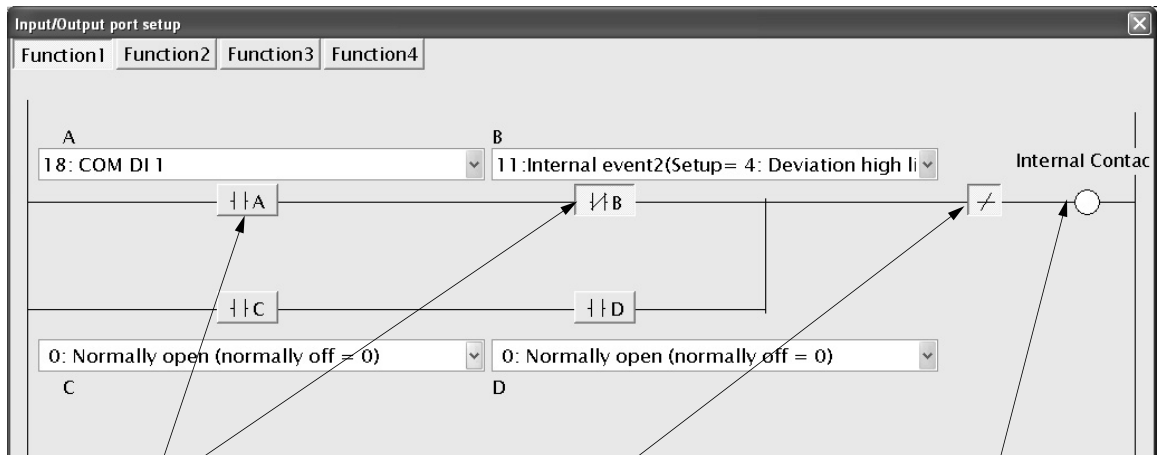 Input/Output port setup
Function1 Function2 Function3 Function4
A B
18: COM DI 1 11:Internal event2(Setup= 4: Deviation high li Internal Contac
A B
C D
0: Normally open (normally off = 0) 0: Normally open (normally off = 0)
C D